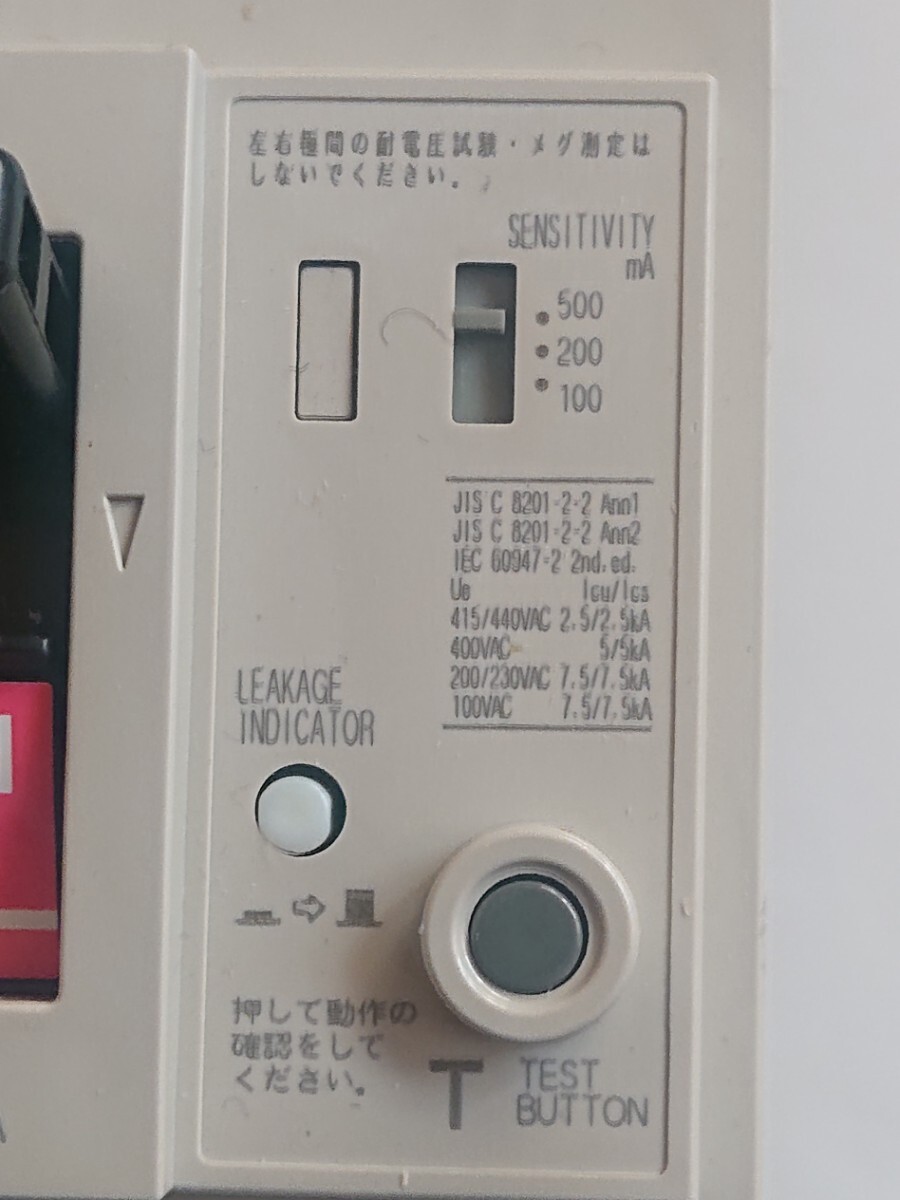 左右極間の耐電圧試験・メグ測定は
しないでください。
SENSITIVITY
mA
500
200
100
JIS C 8201-2-2 Ann1
JIS C 8201-2-2 Ann2
IEC 60947-2 2nd.ed.
Ue Icu/Ics
415/440VAC 2.5/2.5kA
400VAC 5/5kA
200/230VAC 7.5/7.5kA
100VAC 7.5/7.5kA
LEAKAGE
INDICATOR
押して動作の
確認をして
ください。
T TEST
BUTTON